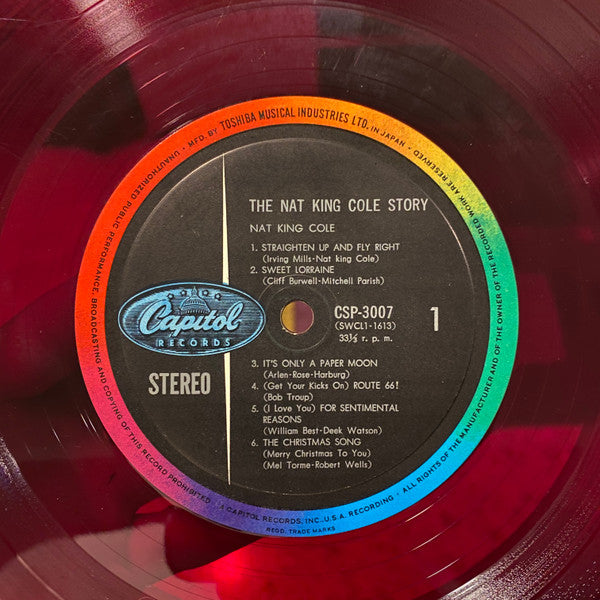 THE NAT KING COLE STORY
NAT KING COLE
1. STRAIGHTEN UP AND FLY RIGHT
(Irving Mills-Nat king Cole)
2. SWEET LORRAINE
(Cliff Burwell-Mitchell Parish)
Capitol
RECORDS
CSP-3007
(SWCL1-1613)
33⅓ r. p. m.
1
STEREO
3. IT'S ONLY A PAPER MOON
(Arlen-Rose-Harburg)
4. (Get Your Kicks On) ROUTE 66!
(Bob Troup)
5. (I Love You) FOR SENTIMENTAL
REASONS
(William Best-Deek Watson)
6. THE CHRISTMAS SONG
(Merry Christmas To You)
(Mel Torme-Robert Wells)
MFD. BY TOSHIBA MUSICAL INDUSTRIES LTD. IN JAPAN • ALL RIGHTS OF THE MANUFACTURER AND OF THE OWNER OF THE RECORDED WORK ARE RESERVED
UNAUTHORIZED PUBLIC PERFORMANCE, BROADCASTING AND COPYING OF THIS RECORD PROHIBITED • A CAPITOL RECORDS, INC., U.S.A. RECORDING
REGD. TRADE MARKS